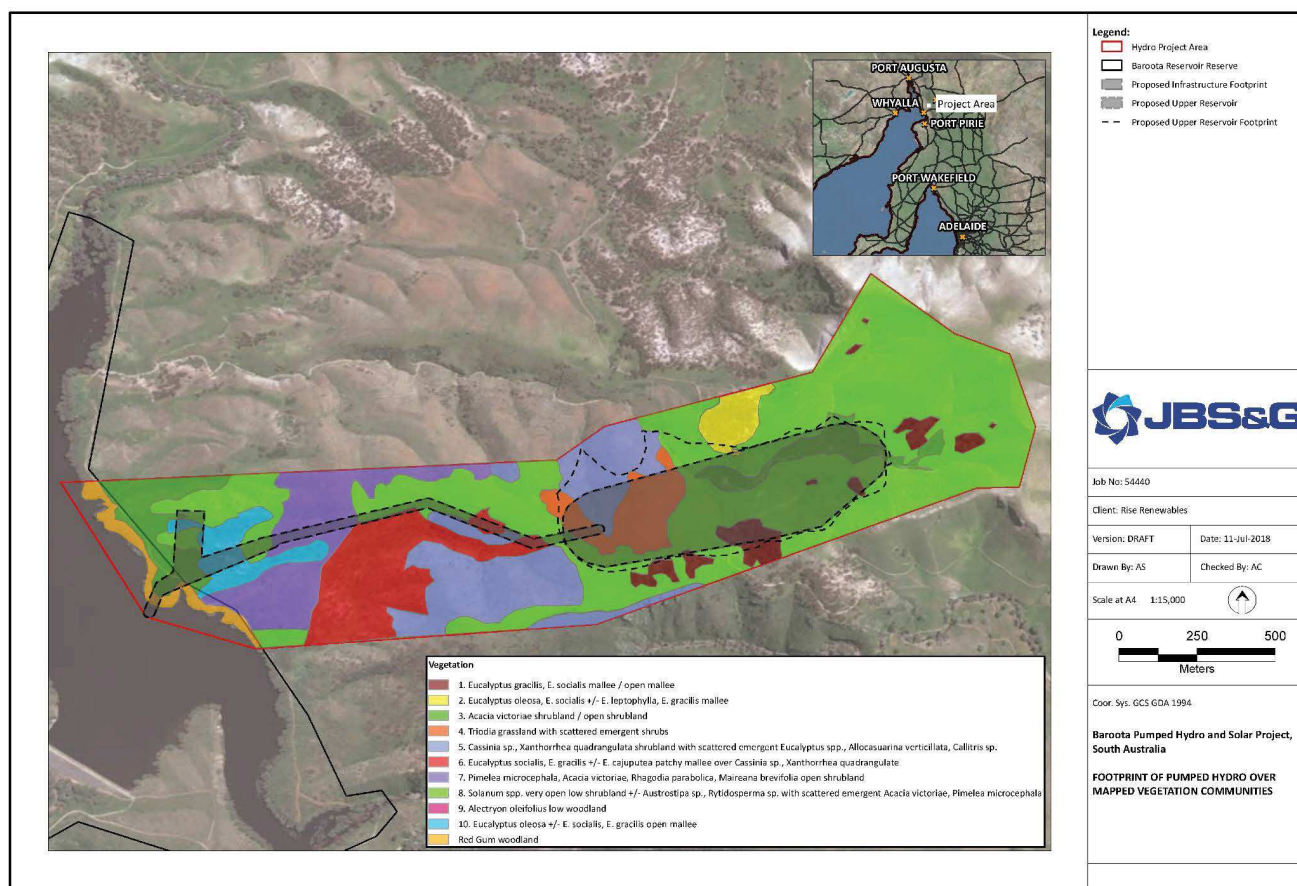 PORT AUGUSTA
WHYALLA
Project Area
PORT PIRIE
PORT WAKEFIELD
ADELAIDE
Vegetation
1. Eucalyptus gracilis, E. socialis mallee / open mallee
2. Eucalyptus oleosa, E. socialis +/- E. leptophylla, E. gracilis mallee
3. Acacia victoriae shrubland / open shrubland
4. Triodia grassland with scattered emergent shrubs
5. Cassinia sp., Xanthorrhea quadrangulata shrubland with scattered emergent Eucalyptus spp., Allocasuarina verticillata, Callitris sp.
6. Eucalyptus socialis, E. gracilis +/- E. cajuputea patchy mallee over Cassinia sp., Xanthorrhea quadrangulate
7. Pimelea microcephala, Acacia victoriae, Rhagodia parabolica, Maireana brevifolia open shrubland
8. Solanum spp. very open low shrubland +/- Austrostipa sp., Rytidosperma sp. with scattered emergent Acacia victoriae, Pimelea microcephala
9. Alectryon oleifolius low woodland
10. Eucalyptus oleosa +/- E. socialis, E. gracilis open mallee
Red Gum woodland
Legend:
Hydro Project Area
Baroota Reservoir Reserve
Proposed Infrastructure Footprint
Proposed Upper Reservoir
Proposed Upper Reservoir Footprint
JBS&G
Job No: 54440
Client: Rise Renewables
Version: DRAFT
Date: 11-Jul-2018
Drawn By: AS
Checked By: AC
Scale at A4 1:15,000
0 250 500
Meters
Coor. Sys. GCS GDA 1994
Baroota Pumped Hydro and Solar Project,
South Australia
FOOTPRINT OF PUMPED HYDRO OVER
MAPPED VEGETATION COMMUNITIES